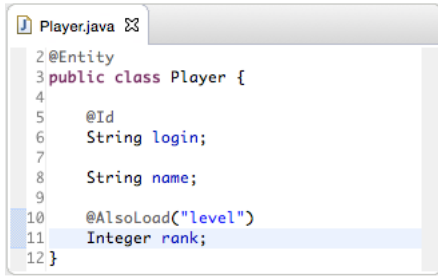 Player.java
2 @Entity
3 public class Player {
4
5 @Id
6 String login;
7
8 String name;
9
10 @AlsoLoad("level")
11 Integer rank;
12 }